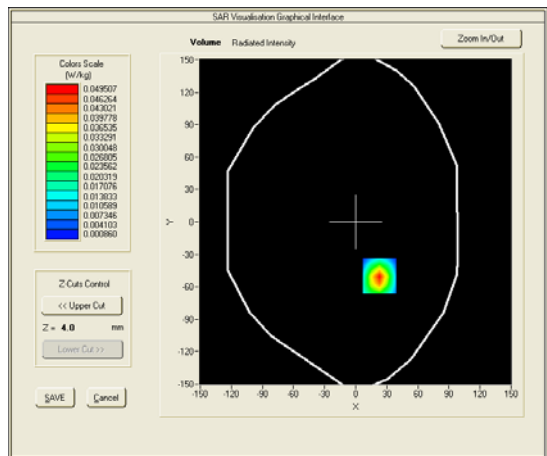 SAR Visualisation Graphical Interface
Volume Radiated Intensity
Zoom In/Out
Colors Scale
(W/kg)
0.049507
0.046264
0.043021
0.039778
0.036535
0.033291
0.030048
0.026805
0.023562
0.020319
0.017076
0.013833
0.010589
0.007346
0.004103
0.000860
Z-Cuts Control
<< Upper Cut
Z = 4.0 mm
Lower Cut >>
SAVE Cancel
150
120
90
60
30
0
-30
-60
-90
-120
-150
Y
-150 -120 -90 -60 -30 0 30 60 90 120 150
X